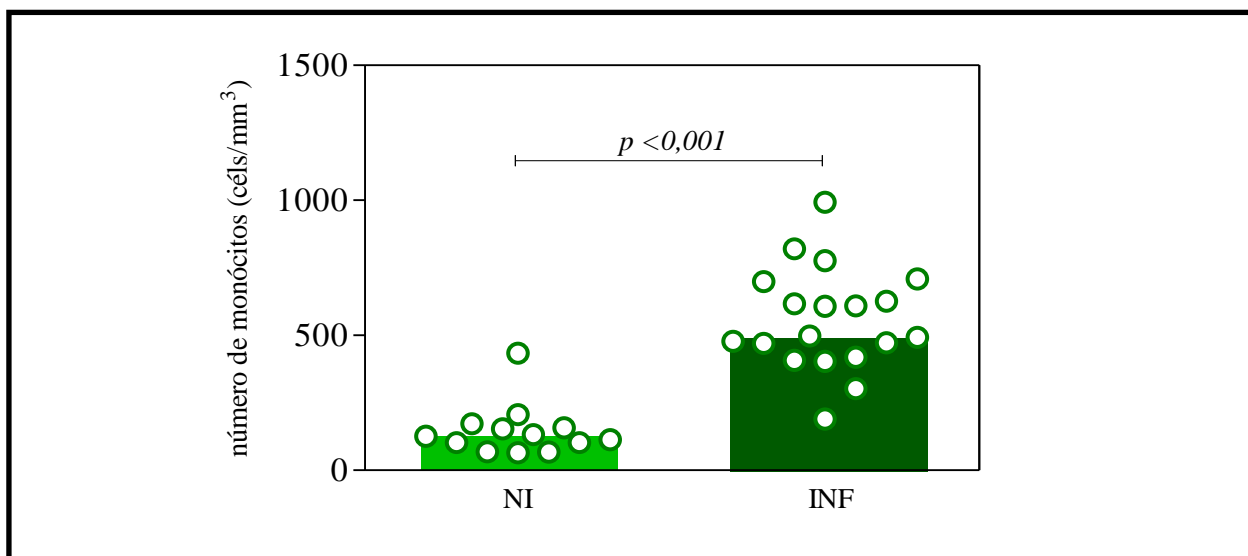 1500
p <0,001
1000
500
0
número de monócitos (céls/mm³)
NI
INF